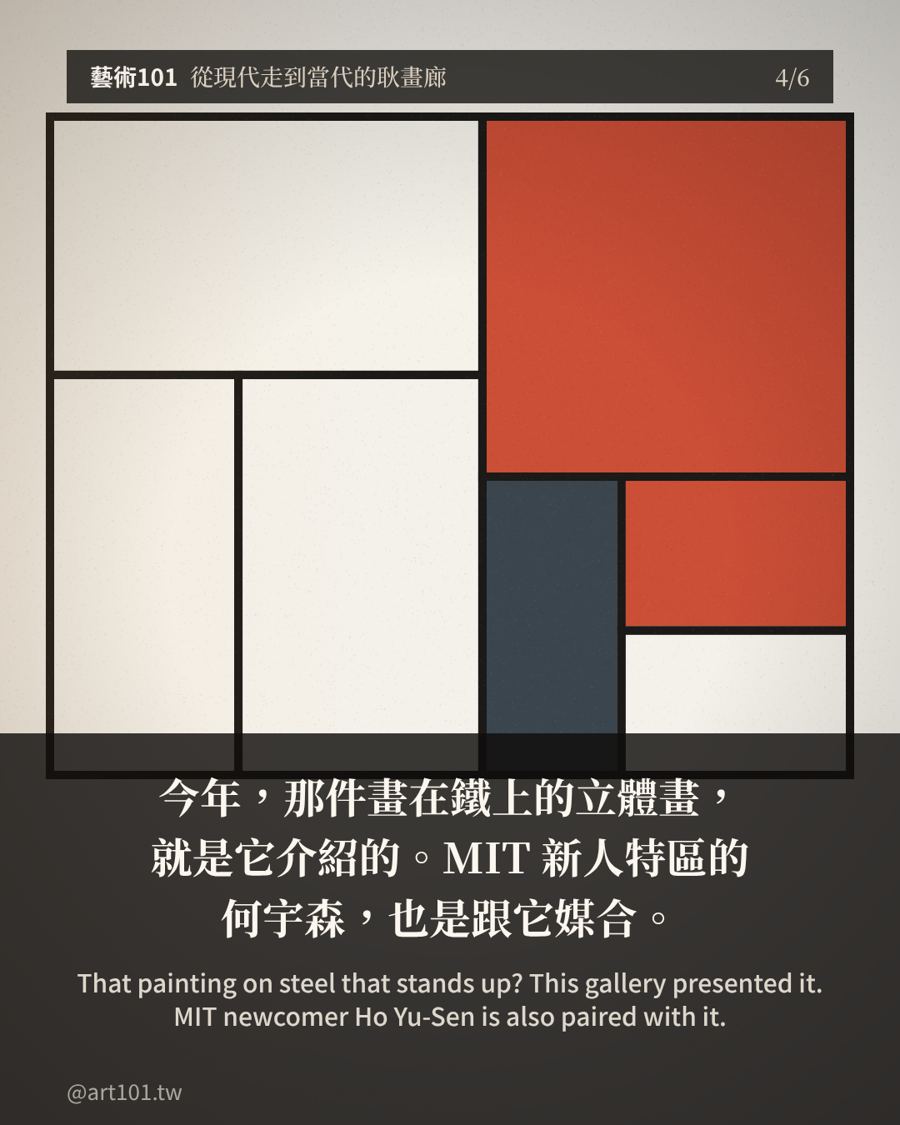 藝術101 從現代走到當代的耿畫廊 4/6
今年，那件畫在鐵上的立體畫，
就是它介紹的。MIT 新人特區的
何宇森，也是跟它媒合。
That painting on steel that stands up? This gallery presented it.
MIT newcomer Ho Yu-Sen is also paired with it.
@art101.tw